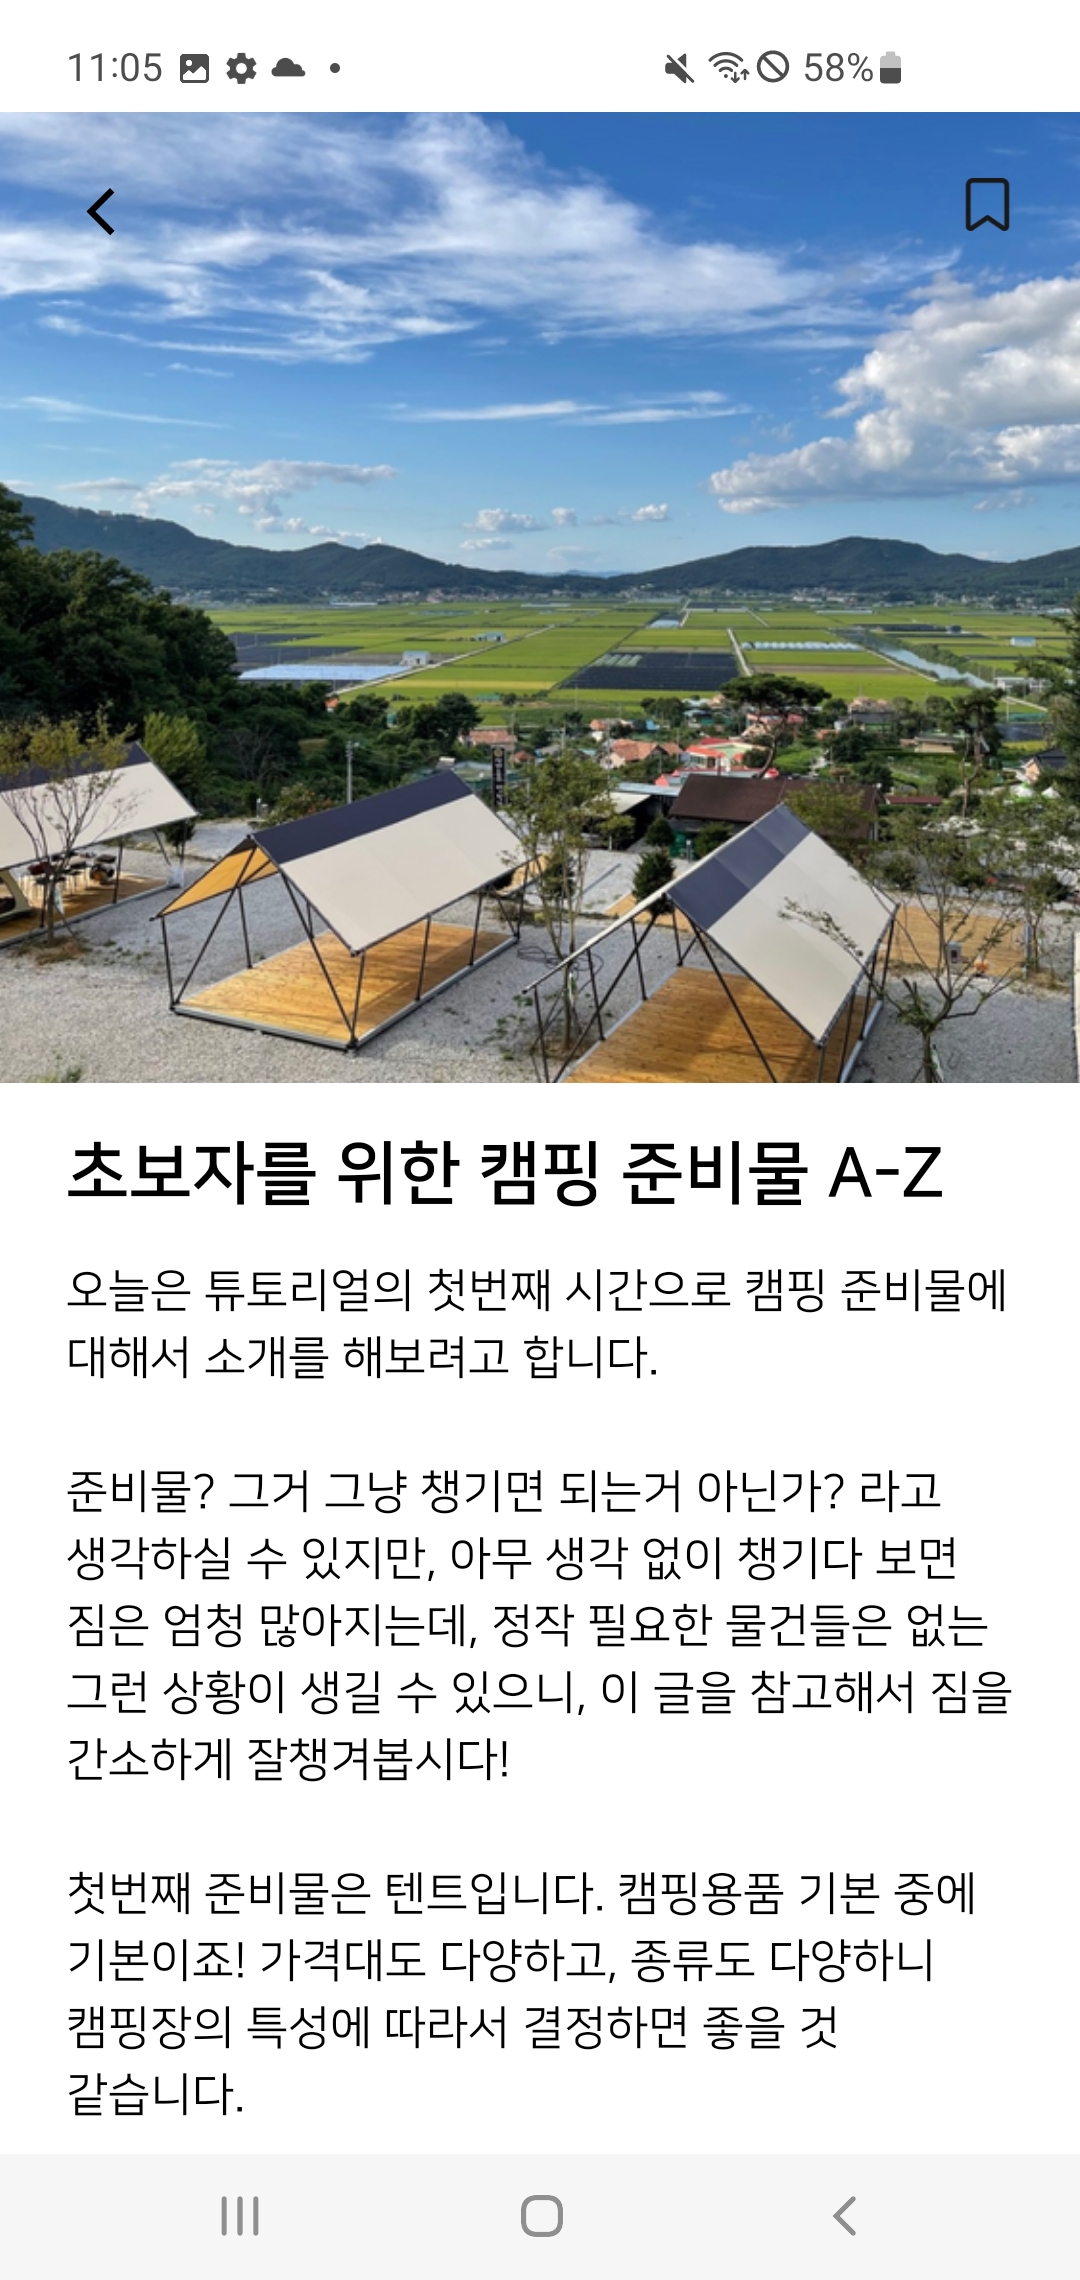 11:05
58%
초보자를 위한 캠핑 준비물 A-Z
오늘은 튜토리얼의 첫번째 시간으로 캠핑 준비물에
대해서 소개를 해보려고 합니다.
준비물? 그거 그냥 챙기면 되는거 아닌가? 라고
생각하실 수 있지만, 아무 생각 없이 챙기다 보면
짐은 엄청 많아지는데, 정작 필요한 물건들은 없는
그런 상황이 생길 수 있으니, 이 글을 참고해서 짐을
간소하게 잘챙겨봅시다!
첫번째 준비물은 텐트입니다. 캠핑용품 기본 중에
기본이죠! 가격대도 다양하고, 종류도 다양하니
캠핑장의 특성에 따라서 결정하면 좋을 것
같습니다.